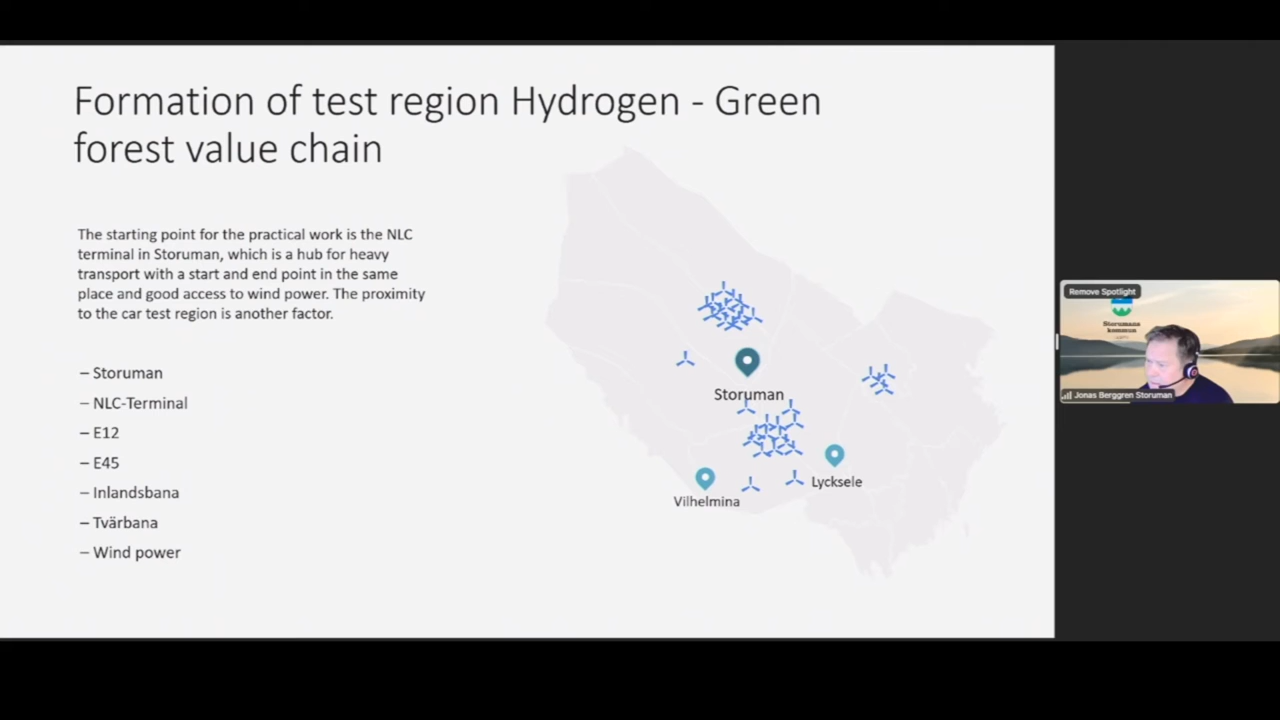 Formation of test region Hydrogen - Green
forest value chain
The starting point for the practical work is the NLC
terminal in Storuman, which is a hub for heavy
transport with a start and end point in the same
place and good access to wind power. The proximity
to the car test region is another factor.
– Storuman
– NLC-Terminal
– E12
– E45
– Inlandsbana
– Tvärbana
– Wind power
Storuman
Lycksele
Vilhelmina
Remove Spotlight
Storumans
kommun
Jonas Berggren Storuman